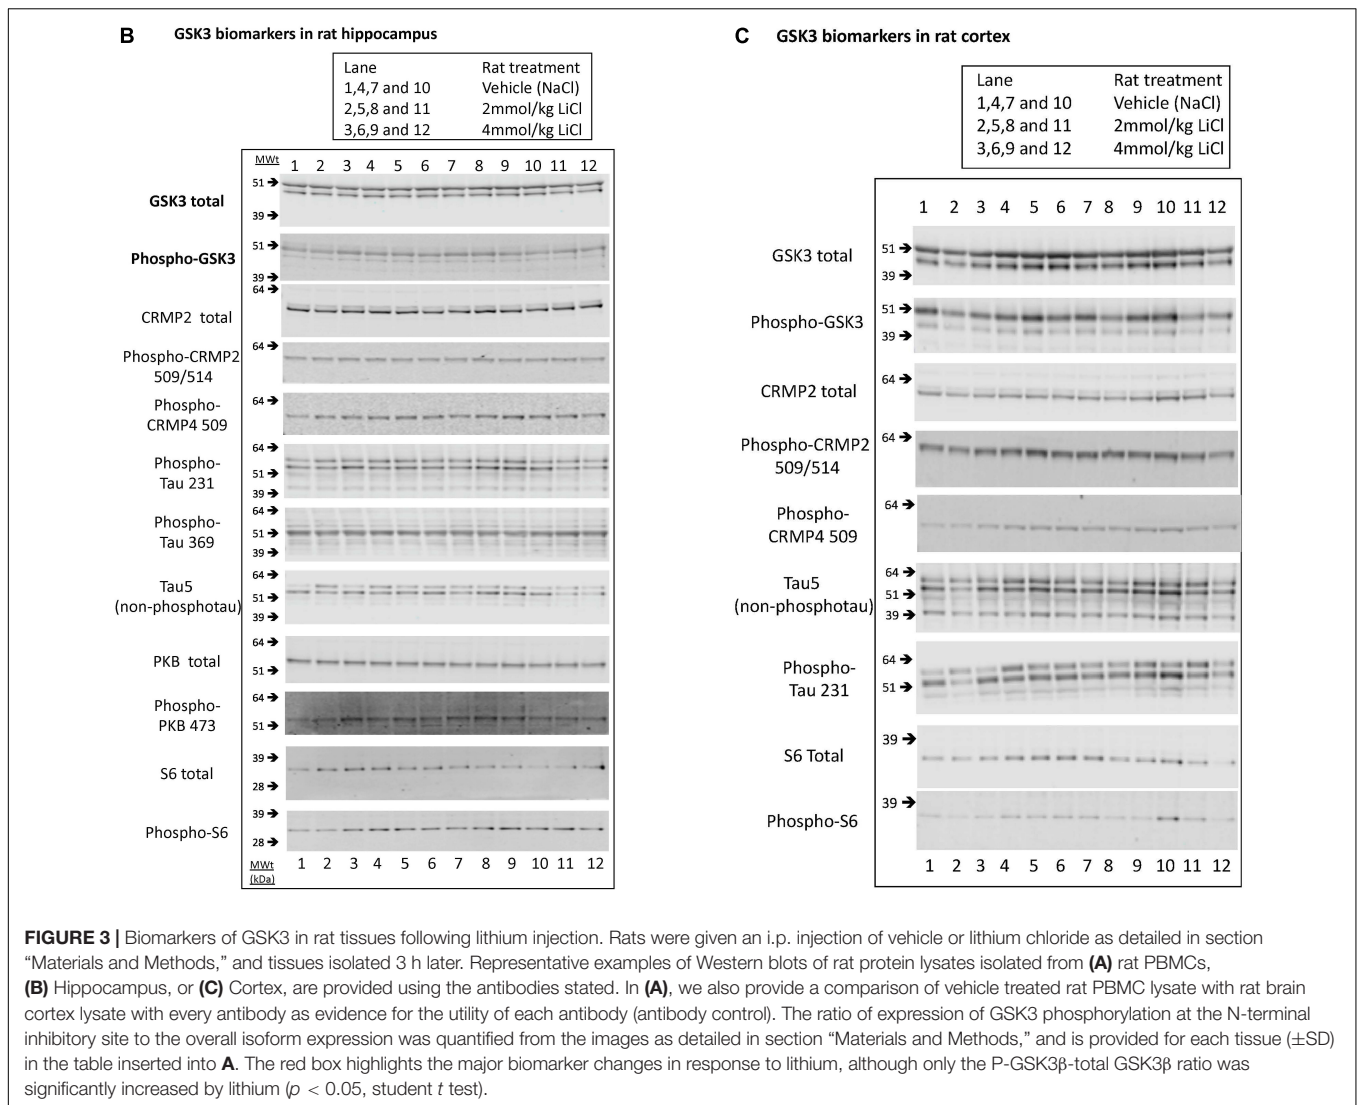 B GSK3 biomarkers in rat hippocampus
Lane Rat treatment
1,4,7 and 10 Vehicle (NaCl)
2,5,8 and 11 2mmol/kg LiCl
3,6,9 and 12 4mmol/kg LiCl
MWt 1 2 3 4 5 6 7 8 9 10 11 12
51
GSK3 total
39
51
Phospho-GSK3
39
64
CRMP2 total
64
Phospho-CRMP2
509/514
64
Phospho-
CRMP4 509
64
Phospho-
51
Tau 231
39
64
Phospho-
51
Tau 369
39
64
Tau5
51
(non-phosphotau)
39
64
PKB total
51
64
Phospho-
PKB 473
51
39
S6 total
28
39
Phospho-S6
28
MWt
(kDa)
1 2 3 4 5 6 7 8 9 10 11 12
C GSK3 biomarkers in rat cortex
Lane Rat treatment
1,4,7 and 10 Vehicle (NaCl)
2,5,8 and 11 2mmol/kg LiCl
3,6,9 and 12 4mmol/kg LiCl
1 2 3 4 5 6 7 8 9 10 11 12
51
GSK3 total
39
51
Phospho-GSK3
39
64
CRMP2 total
64
Phospho-CRMP2
509/514
64
Phospho-
CRMP4 509
64
Tau5
51
(non-phosphotau)
39
64
Phospho-
Tau 231
51
39
S6 Total
39
Phospho-S6
1 2 3 4 5 6 7 8 9 10 11 12
FIGURE 3 | Biomarkers of GSK3 in rat tissues following lithium injection. Rats were given an i.p. injection of vehicle or lithium chloride as detailed in section
“Materials and Methods,” and tissues isolated 3 h later. Representative examples of Western blots of rat protein lysates isolated from (A) rat PBMCs,
(B) Hippocampus, or (C) Cortex, are provided using the antibodies stated. In (A), we also provide a comparison of vehicle treated rat PBMC lysate with rat brain
cortex lysate with every antibody as evidence for the utility of each antibody (antibody control). The ratio of expression of GSK3 phosphorylation at the N-terminal
inhibitory site to the overall isoform expression was quantified from the images as detailed in section “Materials and Methods,” and is provided for each tissue (±SD)
in the table inserted into A. The red box highlights the major biomarker changes in response to lithium, although only the P-GSK3β-total GSK3β ratio was
significantly increased by lithium (p < 0.05, student t test).